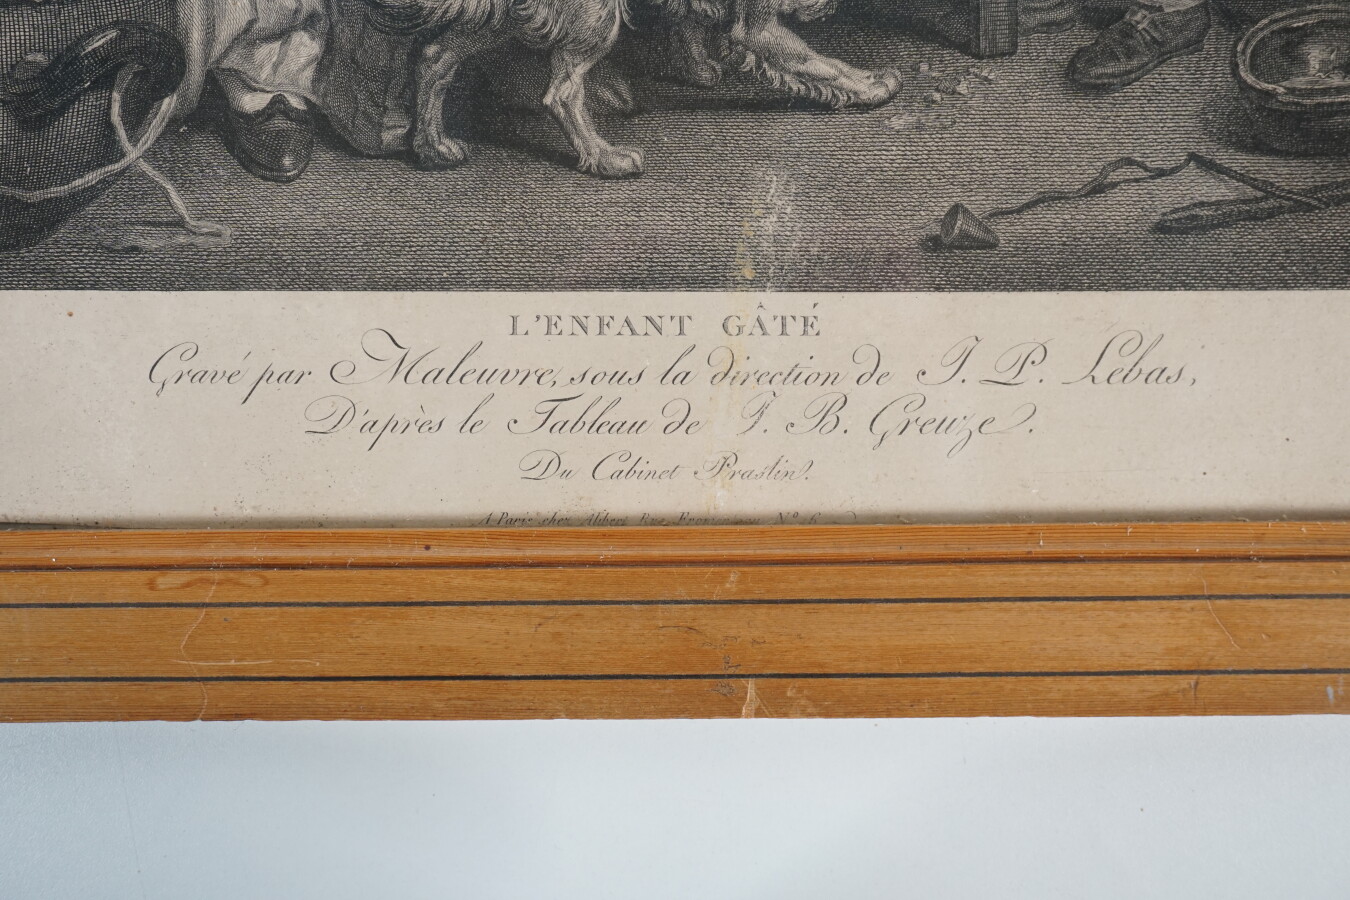 L'ENFANT GÂTÉ
Gravé par Maleuvre, sous la direction de J. P. Lebas,
D'après le Tableau de J. B. Greuze.
Du Cabinet Praslin.
A Paris chez Alibert Rue